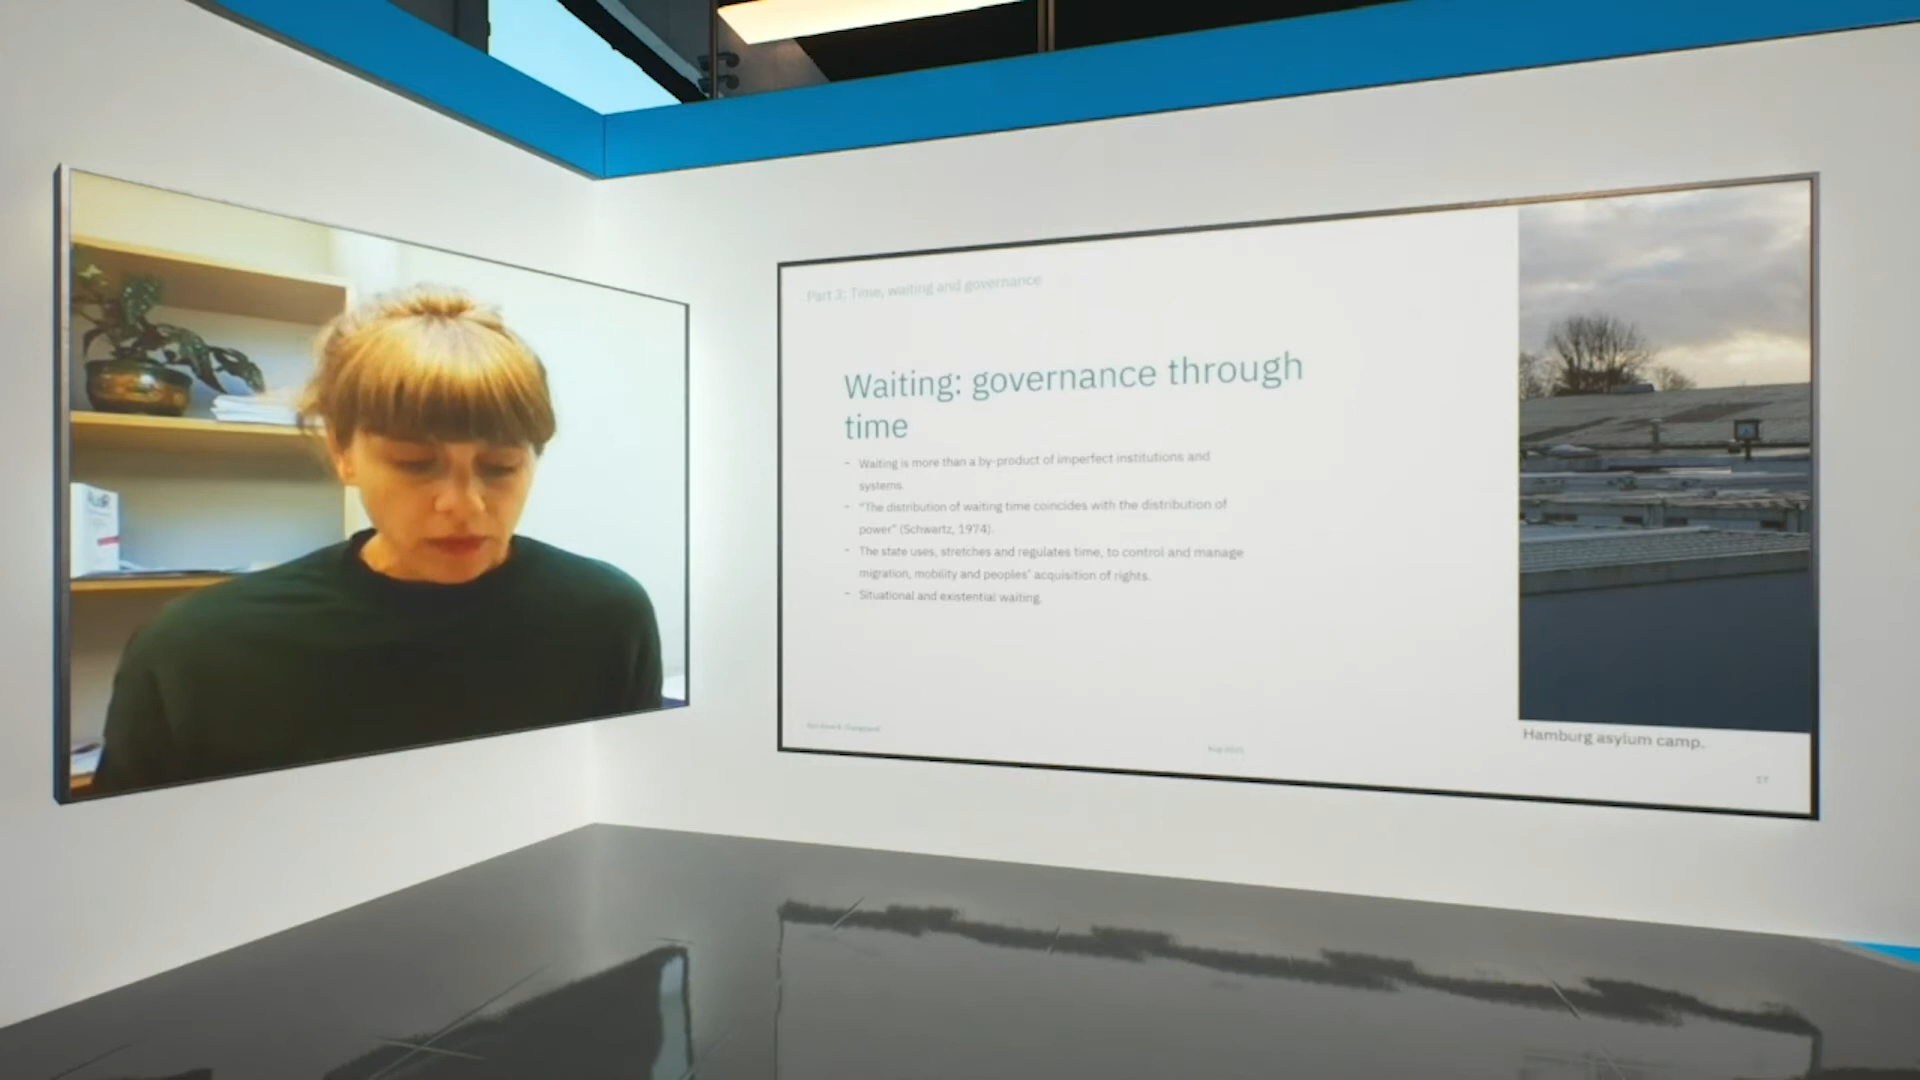 Part 3: Time, waiting and governance
Waiting: governance through
time
- Waiting is more than a by-product of imperfect institutions and
systems.
- "The distribution of waiting time coincides with the distribution of
power" (Schwartz, 1974).
- The state uses, stretches and regulates time, to control and manage
migration, mobility and peoples' acquisition of rights.
- Situational and existential waiting.
Hamburg asylum camp.